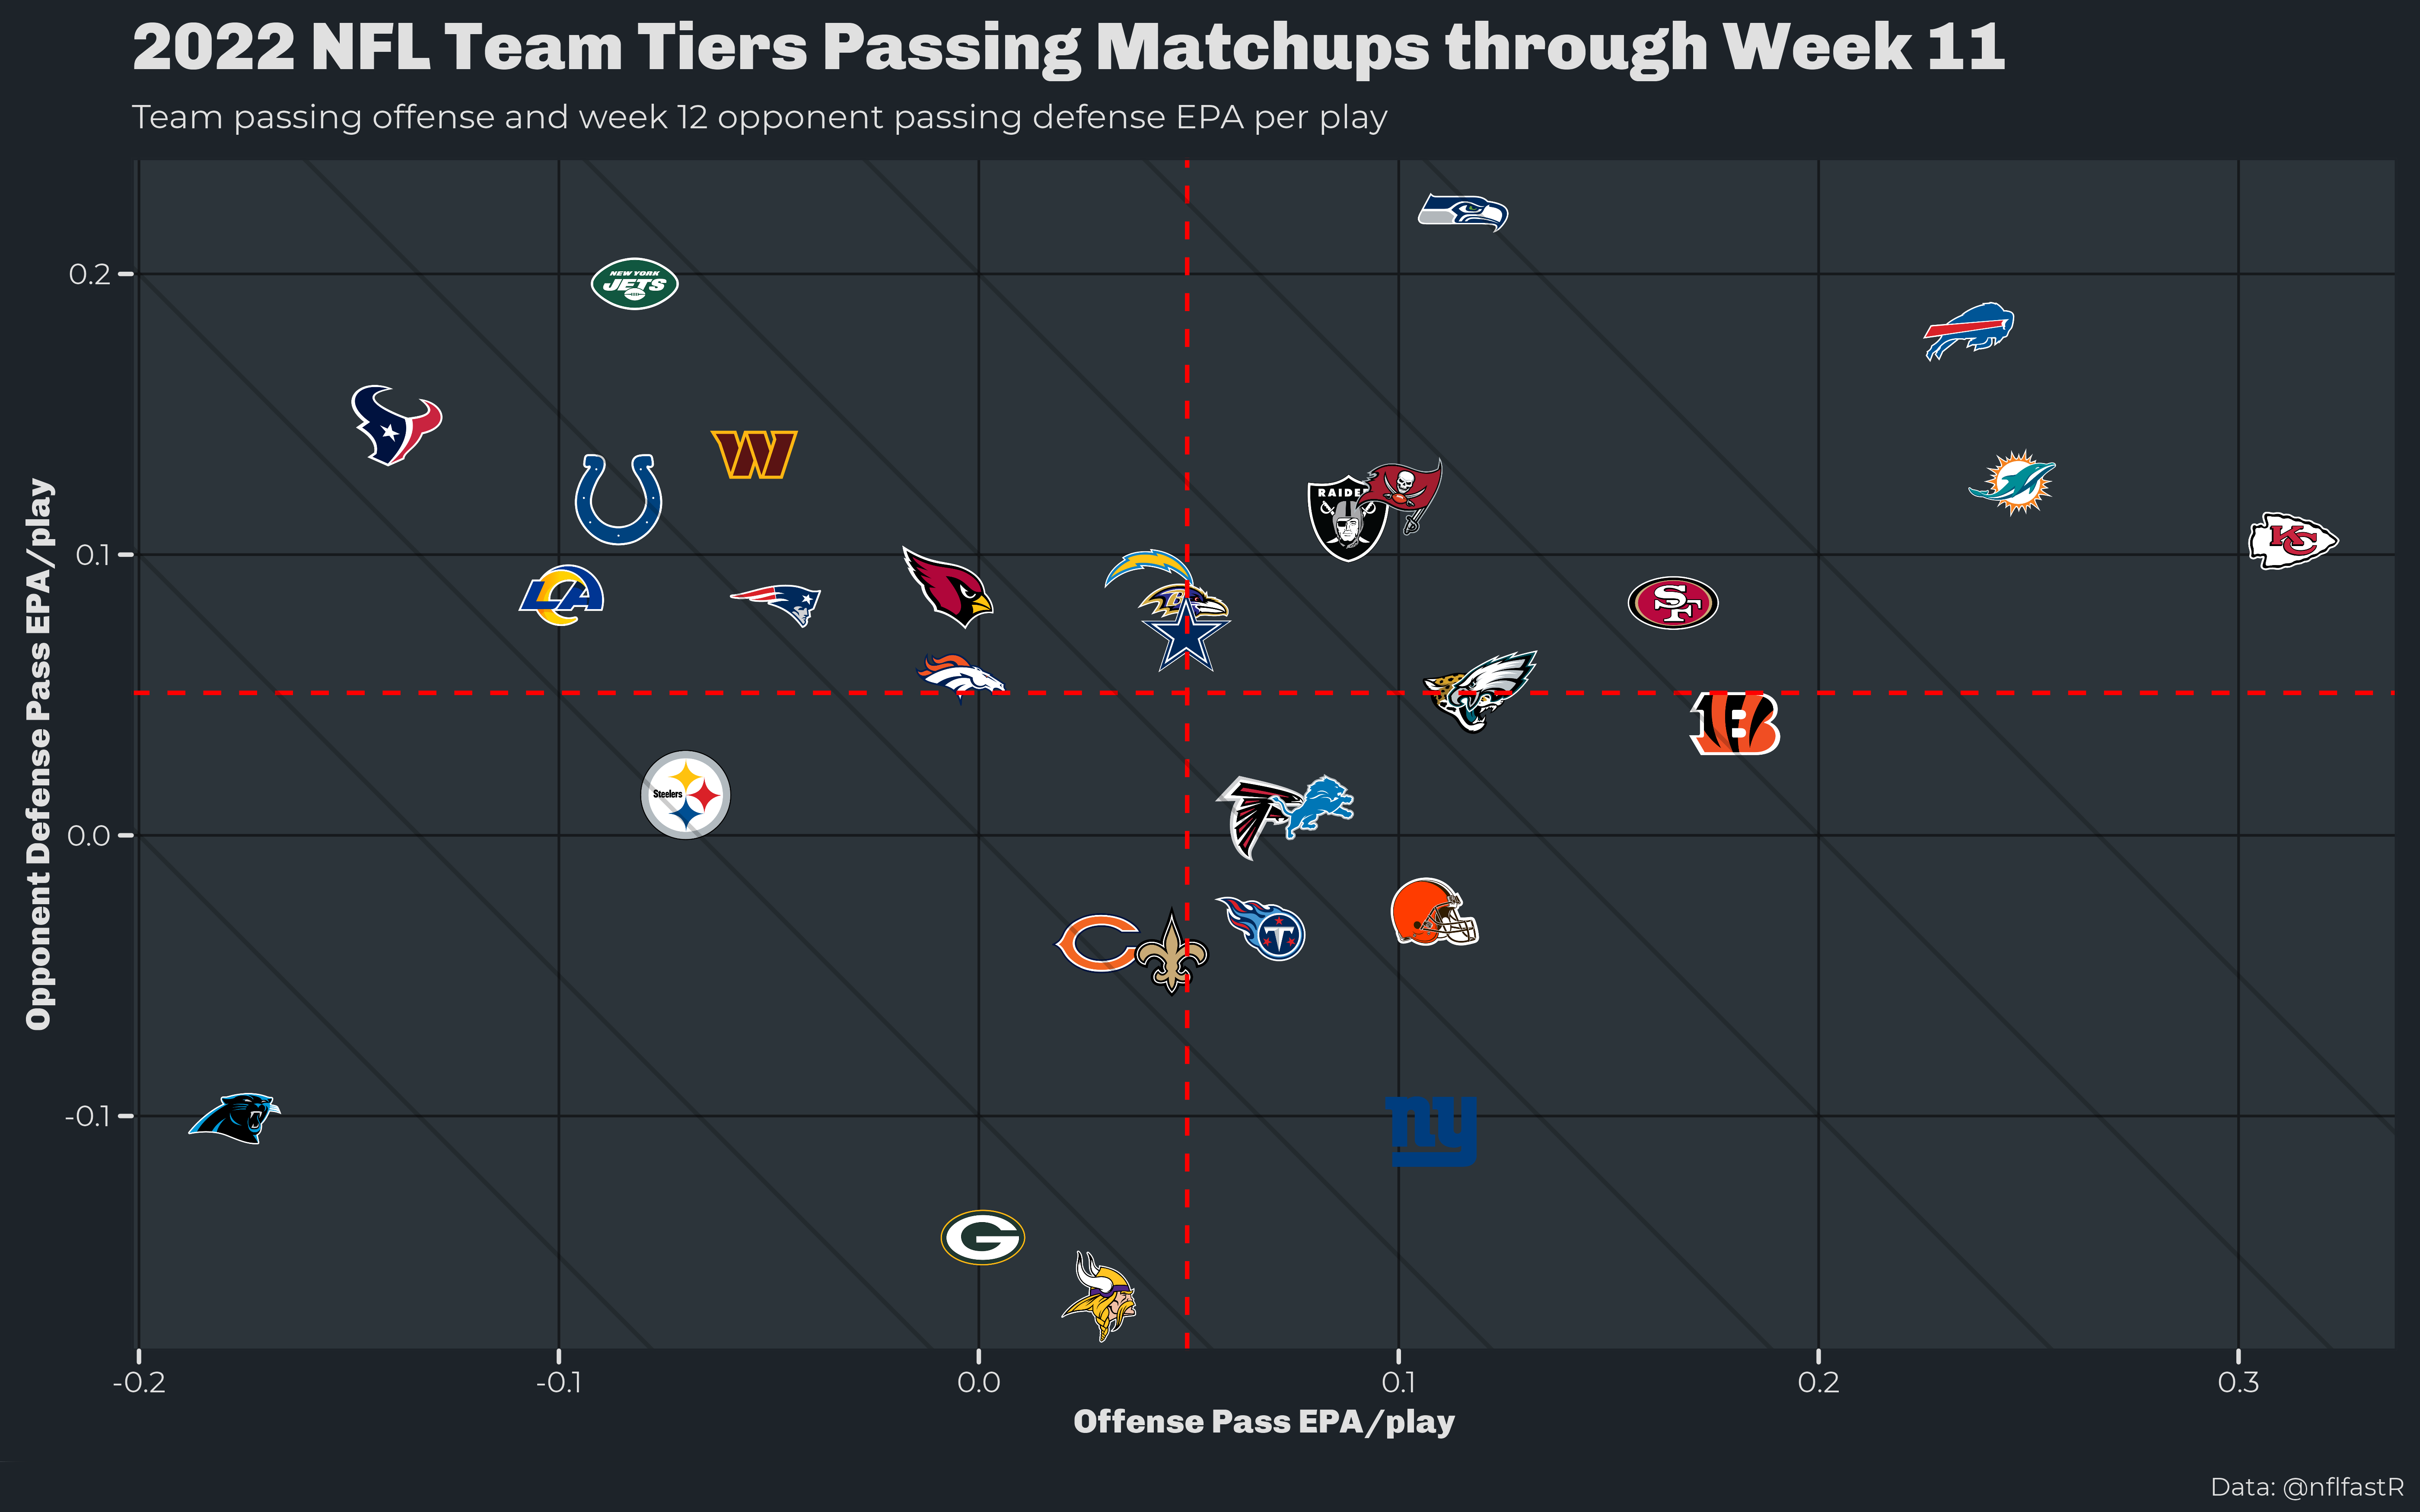 2022 NFL Team Tiers Passing Matchups through Week 11
Team passing offense and week 12 opponent passing defense EPA per play
Opponent Defense Pass EPA/play
0.2
0.1
0.0
-0.1
NEW YORK
JETS
RAIDE
KC
SF
Steelers
B
T
ny
G
-0.2
-0.1
0.0
0.1
0.2
0.3
Offense Pass EPA/play
Data: @nflfastR